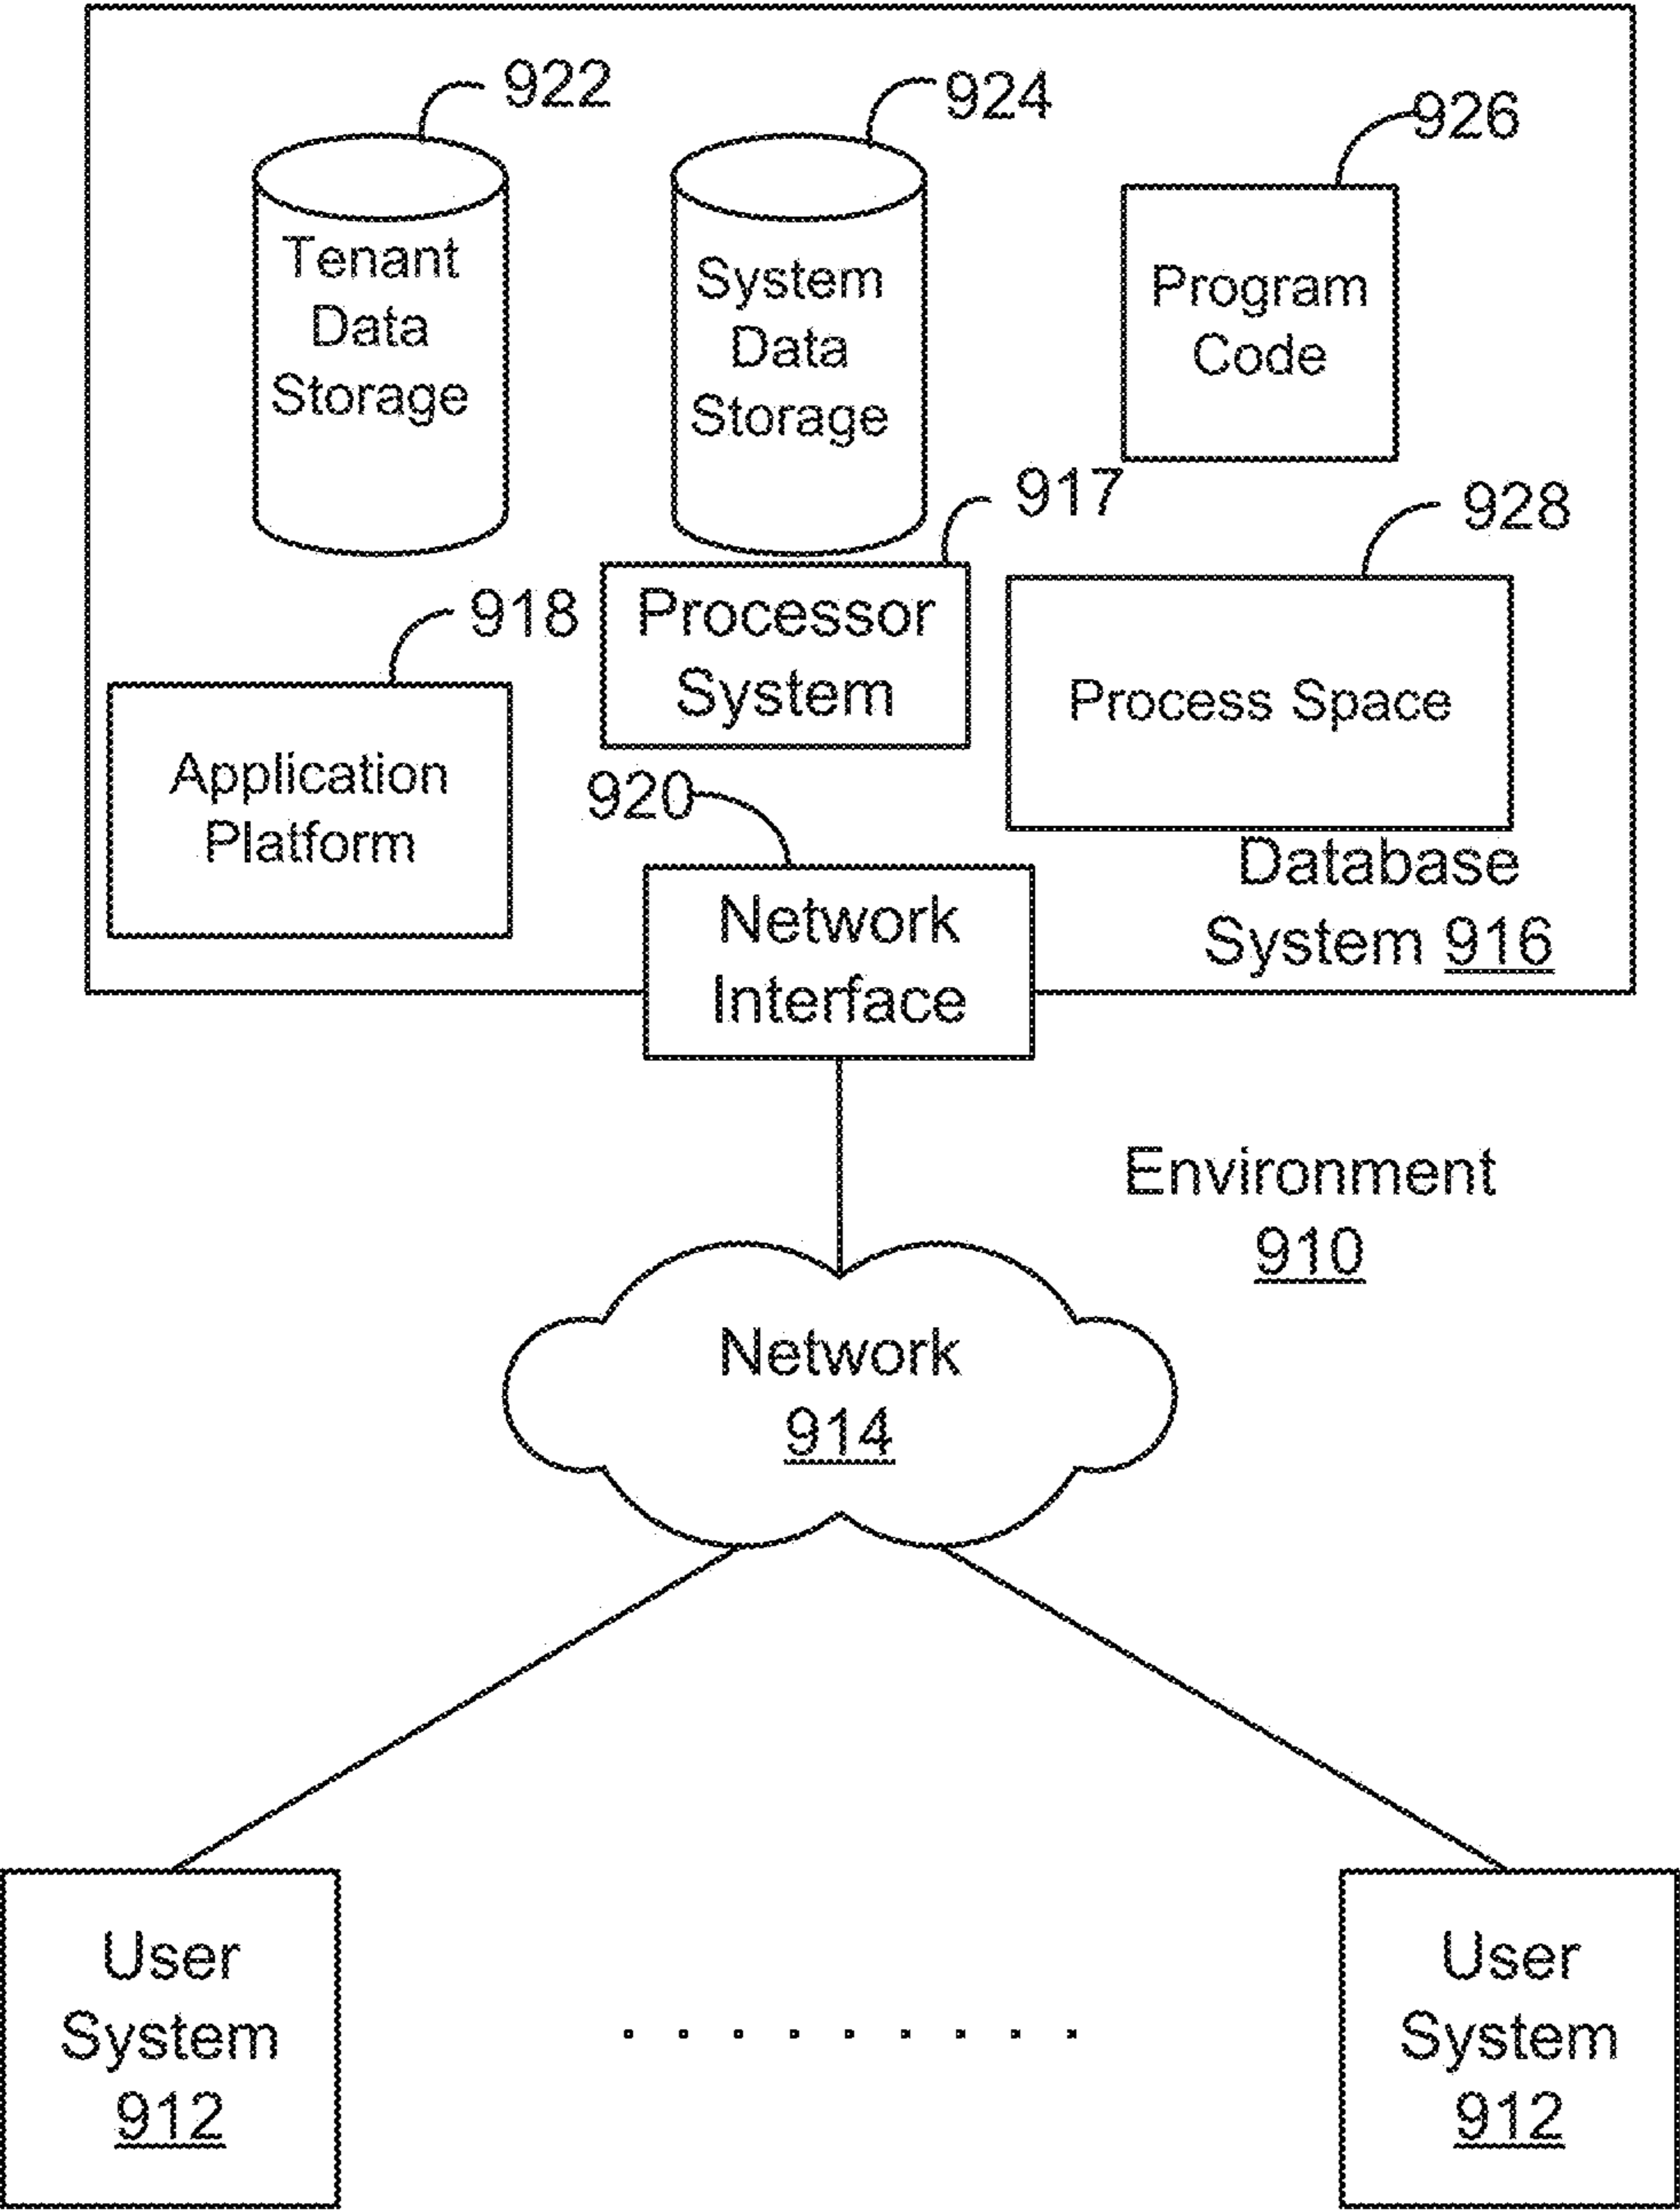 922
924
926
Tenant
Data
Storage
System
Data
Storage
Program
Code
917
928
918
Processor
System
Process Space
Application
Platform
920
Database
System 916
Network
Interface
Environment
910
Network
914
User
System
912
User
System
912